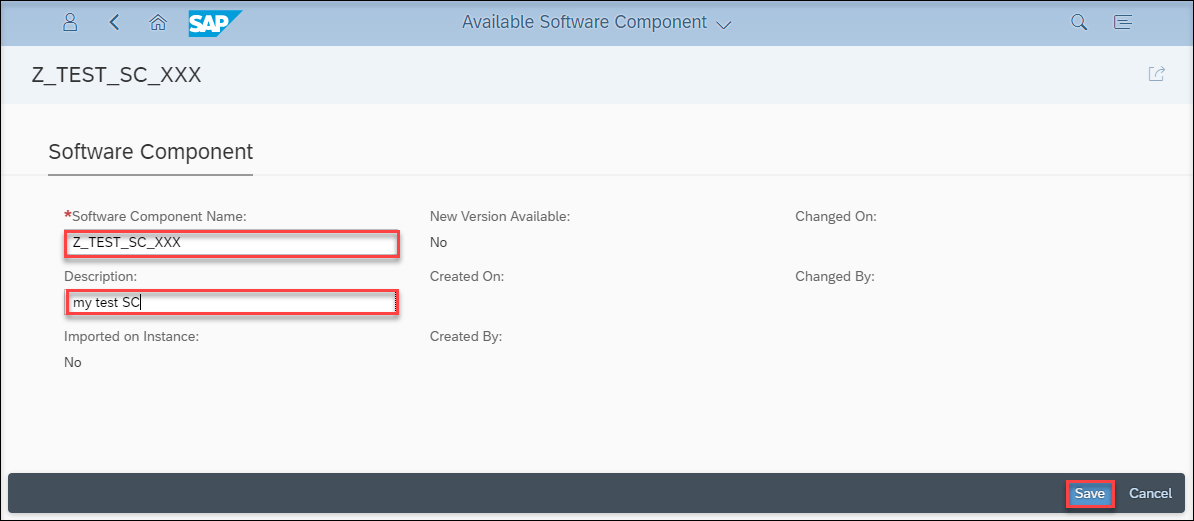 SAP Available Software Component
Z_TEST_SC_XXX
Software Component
*Software Component Name: New Version Available: Changed On:
Z_TEST_SC_XXX No
Description: Created On: Changed By:
my test SC
Imported on Instance: Created By:
No
Save Cancel